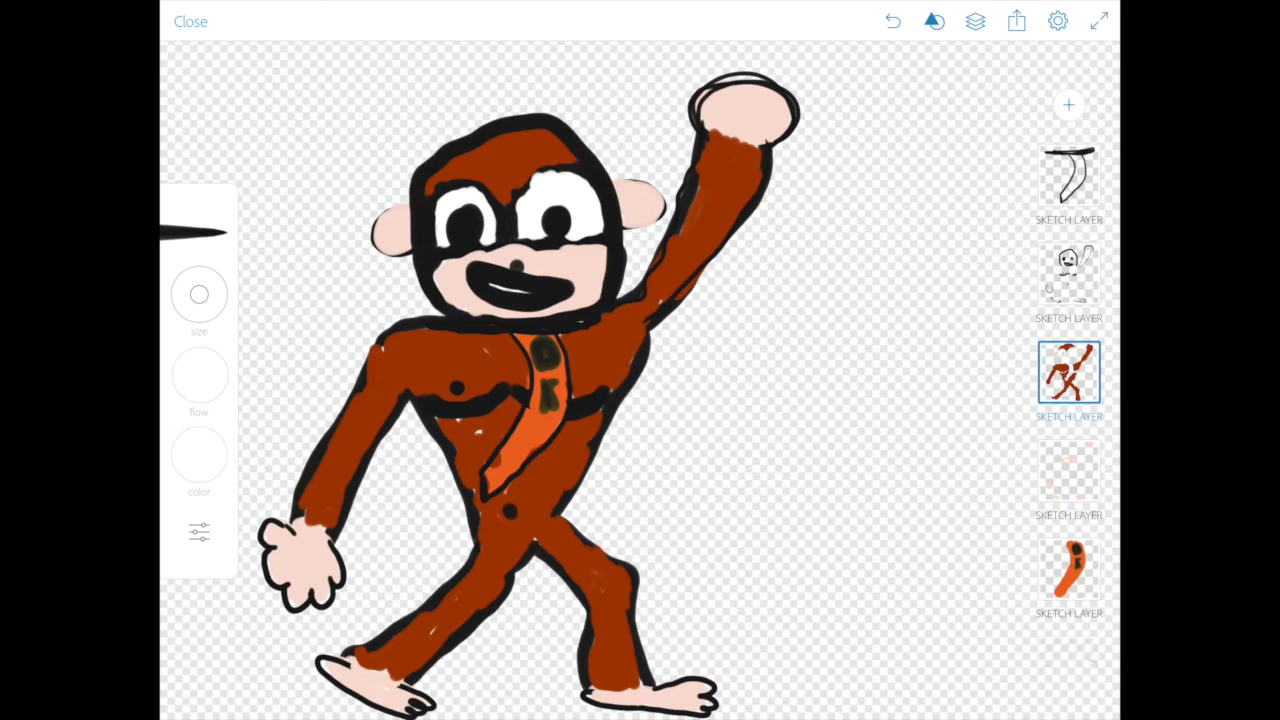 Close
SKETCH LAYER
SKETCH LAYER
size
D
K
SKETCH LAYER
flow
color
SKETCH LAYER
SKETCH LAYER